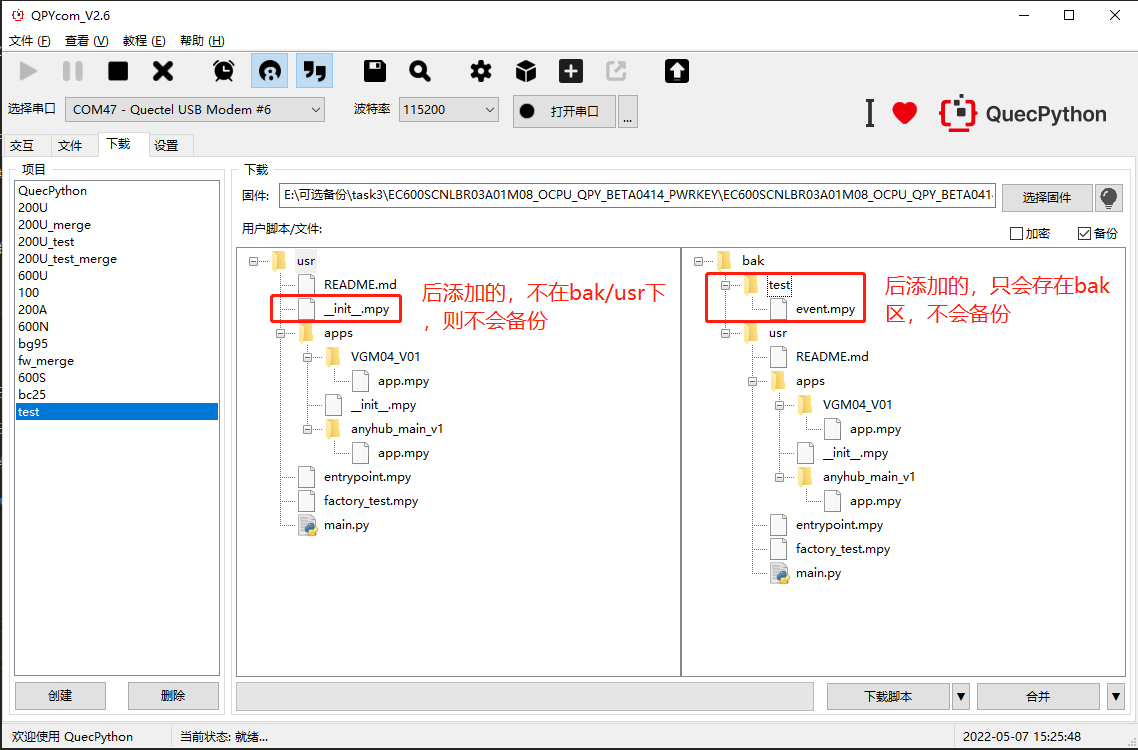 QPYcom_V2.6
文件 (F) 查看 (V) 教程 (E) 帮助 (H)
选择串口 COM47 - Quectel USB Modem #6 波特率 115200 打开串口 ... I QuecPython
交互 文件 下载 设置
项目
QuecPython
200U
200U_merge
200U_test
200U_test_merge
600U
100
200A
600N
bg95
fw_merge
600S
bc25
test
创建 删除
下载
固件: E:\可选备份\task3\EC600SCNLBR03A01M08_OCPU_QPY_BETA0414_PWRKEY\EC600SCNLBR03A01M08_OCPU_QPY_BETA041 选择固件
用户脚本/文件: 加密 备份
usr
README.md
__init__.mpy
apps
VGM04_V01
app.mpy
__init__.mpy
anyhub_main_v1
app.mpy
entrypoint.mpy
factory_test.mpy
main.py
后添加的，不在bak/usr下
，则不会备份
bak
test
event.mpy
usr
README.md
apps
VGM04_V01
app.mpy
__init__.mpy
anyhub_main_v1
app.mpy
entrypoint.mpy
factory_test.mpy
main.py
后添加的，只会存在bak
区，不会备份
下载脚本 合并
欢迎使用 QuecPython 当前状态: 就绪... 2022-05-07 15:25:48